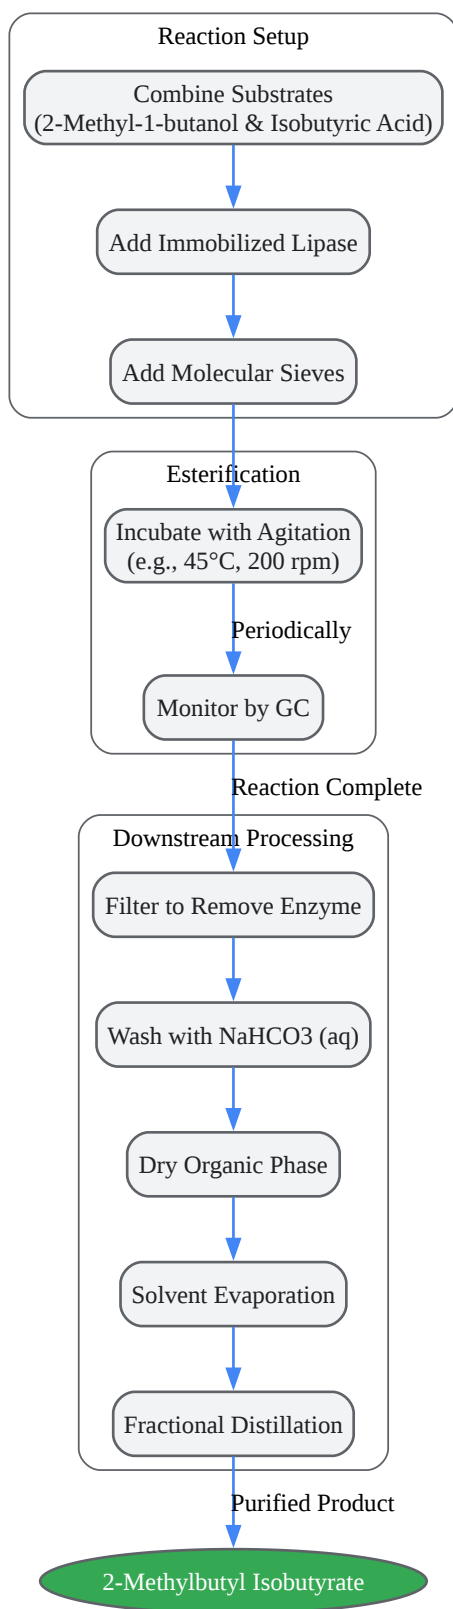 Reaction Setup
Combine Substrates
(2-Methyl-1-butanol & Isobutyric Acid)
Add Immobilized Lipase
Add Molecular Sieves
Esterification
Incubate with Agitation
(e.g., 45°C, 200 rpm)
Periodically
Monitor by GC
Reaction Complete
Downstream Processing
Filter to Remove Enzyme
Wash with NaHCO3 (aq)
Dry Organic Phase
Solvent Evaporation
Fractional Distillation
Purified Product
2-Methylbutyl Isobutyrate